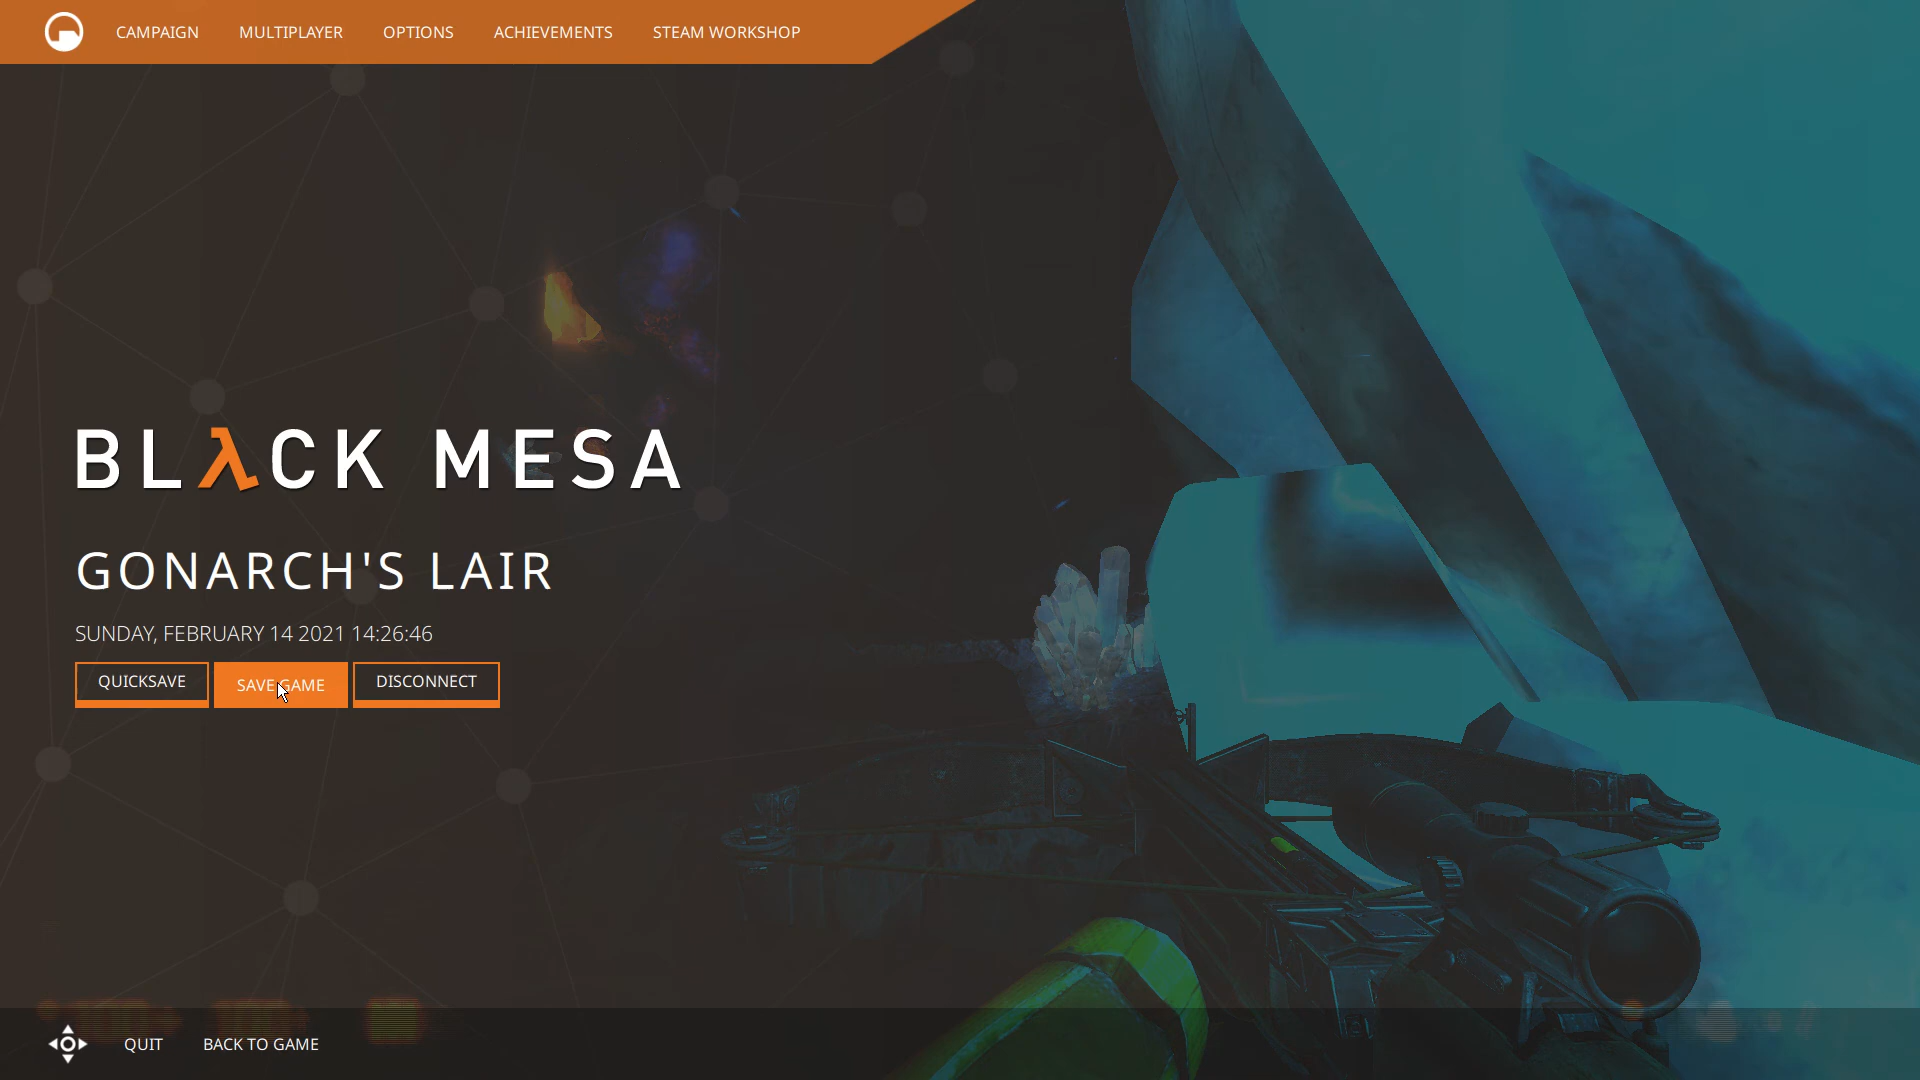 CAMPAIGN MULTIPLAYER OPTIONS ACHIEVEMENTS STEAM WORKSHOP
BLλCK MESA
GONARCH'S LAIR
SUNDAY, FEBRUARY 14 2021 14:26:46
QUICKSAVE SAVE GAME DISCONNECT
QUIT BACK TO GAME